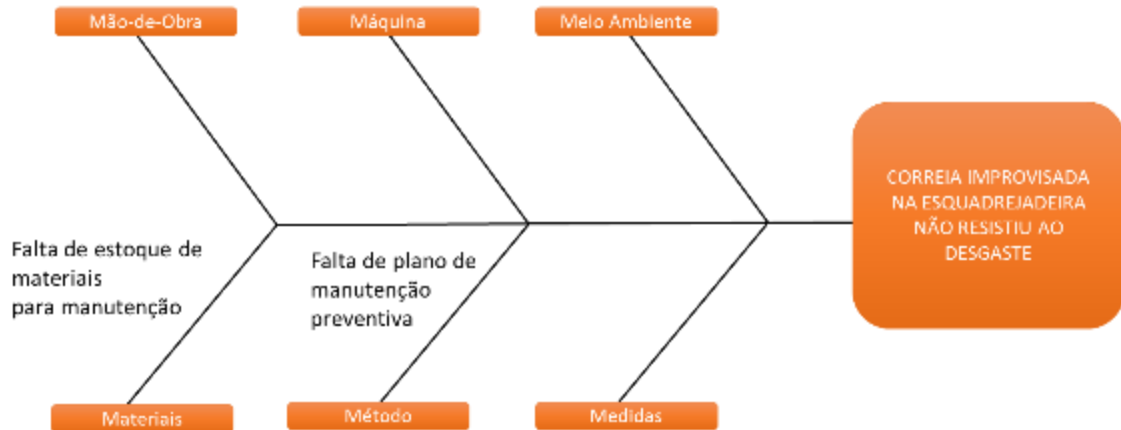 Mão-de-Obra
Máquina
Meio Ambiente
CORREIA IMPROVISADA
NA ESQUADREJADEIRA
NÃO RESISTIU AO
DESGASTE
Falta de estoque de
materiais
para manutenção
Falta de plano de
manutenção
preventiva
Materiais
Método
Medidas